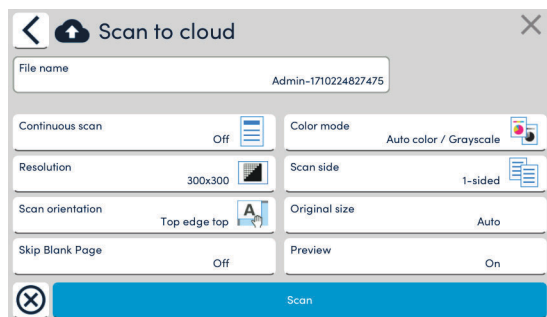 Scan to cloud
File name
Admin-1710224827475
Continuous scan
Off
Color mode
Auto color / Grayscale
Resolution
300x300
Scan side
1-sided
Scan orientation
Top edge top
Original size
Auto
Skip Blank Page
Off
Preview
On
Scan